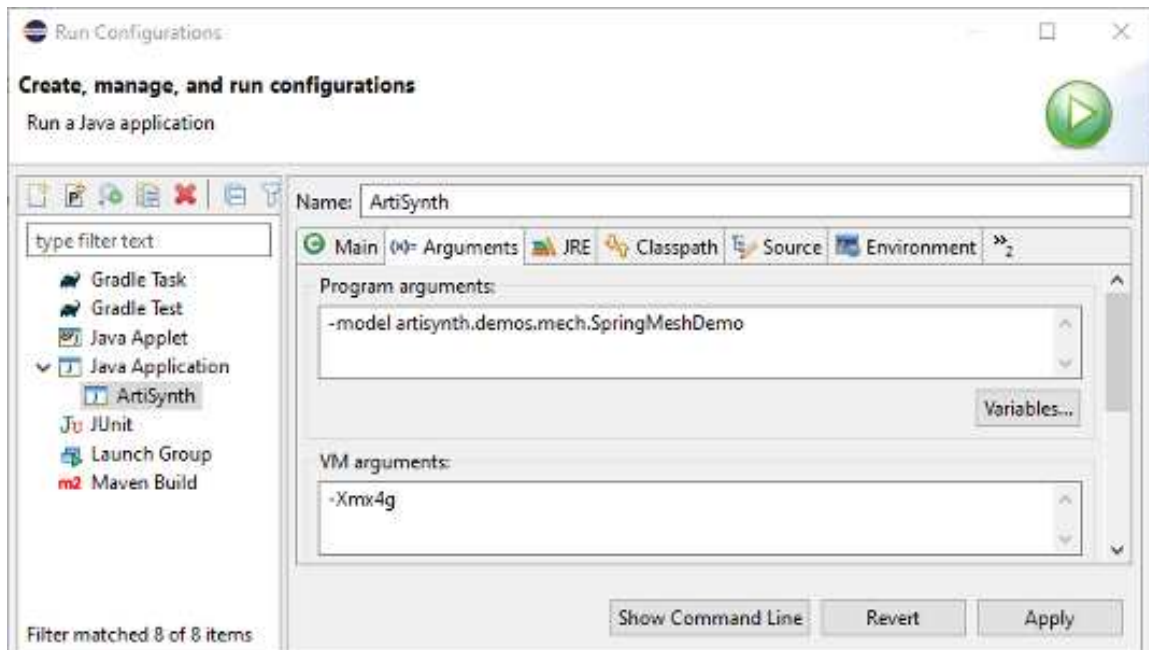 Run Configurations
Create, manage, and run configurations
Run a Java application
type filter text
Gradle Task
Gradle Test
Java Applet
Java Application
ArtiSynth
Ju JUnit
Launch Group
m2 Maven Build
Filter matched 8 of 8 items
Name: ArtiSynth
Main (x)= Arguments JRE Classpath Source Environment »2
Program arguments:
-model artisynth.demos.mech.SpringMeshDemo
Variables...
VM arguments:
-Xmx4g
Show Command Line Revert Apply